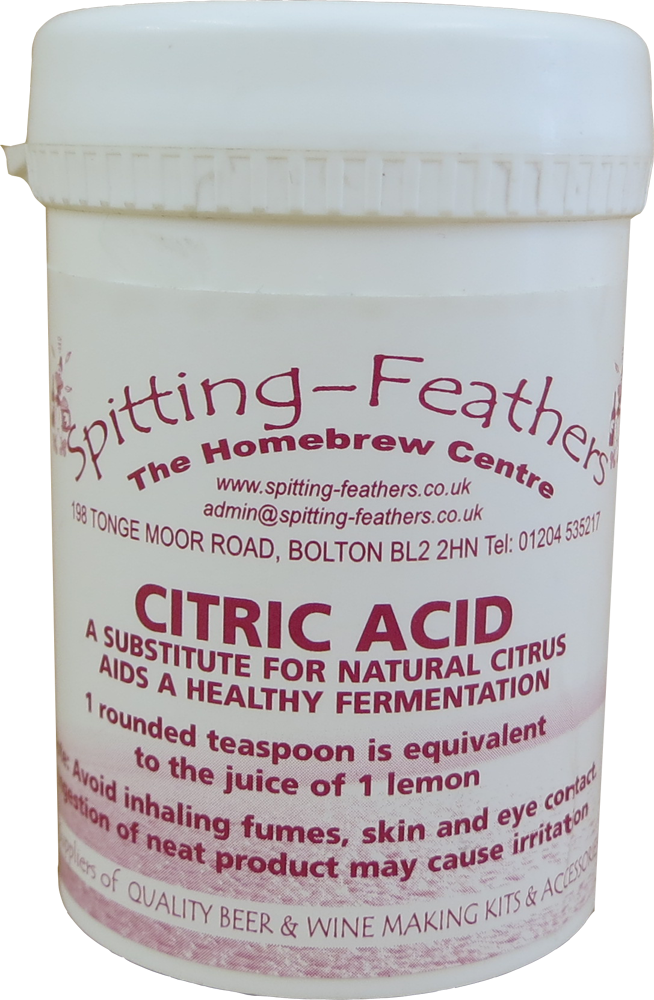 Spitting-Feathers
The Homebrew Centre
www.spitting-feathers.co.uk
admin@spitting-feathers.co.uk
198 TONGE MOOR ROAD, BOLTON BL2 2HN Tel: 01204 535217
CITRIC ACID
A SUBSTITUTE FOR NATURAL CITRUS
AIDS A HEALTHY FERMENTATION
1 rounded teaspoon is equivalent
to the juice of 1 lemon
Avoid inhaling fumes, skin and eye contact.
of neat product may cause irritation
of QUALITY BEER & WINE MAKING KITS &